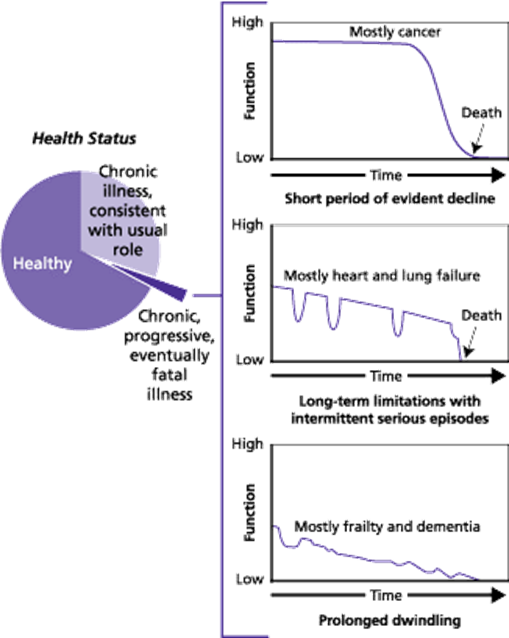 Health Status
Chronic
illness,
consistent
with usual
role
Healthy
Chronic,
progressive,
eventually
fatal
illness
High
Mostly cancer
Function
Death
Low
Time
Short period of evident decline
High
Mostly heart and lung failure
Function
Death
Low
Time
Long-term limitations with
intermittent serious episodes
High
Function
Mostly frailty and dementia
Low
Time
Prolonged dwindling